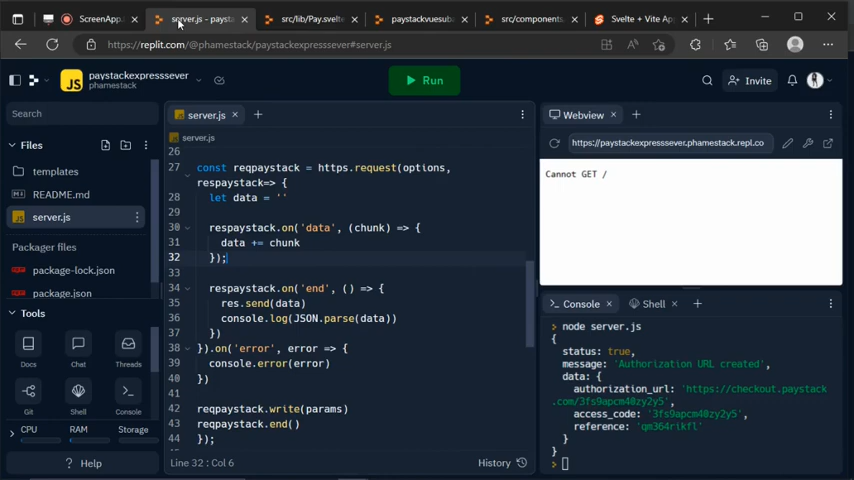 ScreenApp.
server.js - paysta
src/lib/Pay.svelte
paystackvuesuba
src/components
Svelte + Vite App
https://replit.com/@phamestack/paystackexpresssever#server.js
JS
paystackexpresssever
phamestack
Run
Invite
Search
Files
templates
README.md
server.js
Packager files
package-lock.json
package.json
Tools
Docs
Chat
Threads
Git
Shell
Console
CPU
RAM
Storage
? Help
server.js
server.js
26
27 const reqpaystack = https.request(options,
respaystack=> {
28 let data = ''
29
30 respaystack.on('data', (chunk) => {
31 data += chunk
32 });
33
34 respaystack.on('end', () => {
35 res.send(data)
36 console.log(JSON.parse(data))
37 })
38 }).on('error', error => {
39 console.error(error)
40 })
41
42 reqpaystack.write(params)
43 reqpaystack.end()
44 });
Line 32 : Col 6
History
Webview
https://paystackexpresssever.phamestack.repl.co
Cannot GET /
Console
Shell
> node server.js
{
status: true,
message: 'Authorization URL created',
data: {
authorization_url: 'https://checkout.paystack
.com/3fs9apcm40zy2y5',
access_code: '3fs9apcm40zy2y5',
reference: 'qm364rikfl'
}
}
>